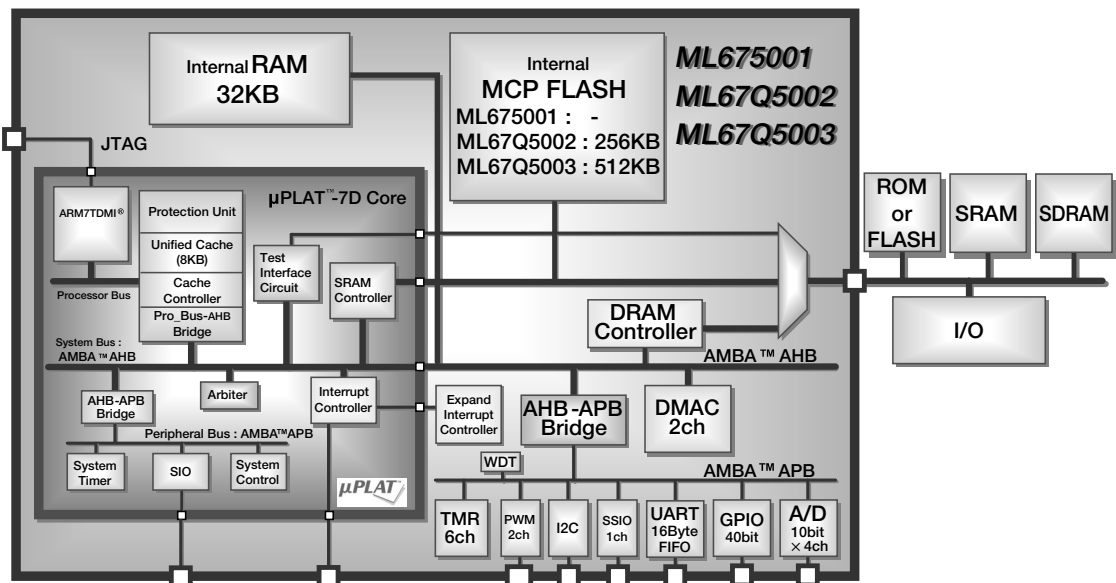 Internal RAM
32KB
Internal
MCP FLASH
ML675001 : -
ML67Q5002 : 256KB
ML67Q5003 : 512KB
ML675001
ML67Q5002
ML67Q5003
JTAG
µPLAT™-7D Core
ARM7TDMI®
Protection Unit
Unified Cache
(8KB)
Cache
Controller
Pro_Bus-AHB
Bridge
Test
Interface
Circuit
SRAM
Controller
Processor Bus
ROM
or
FLASH
SRAM
SDRAM
I/O
DRAM
Controller
System Bus :
AMBA™AHB
AMBA™ AHB
AHB-APB
Bridge
Arbiter
Interrupt
Controller
Expand
Interrupt
Controller
AHB-APB
Bridge
DMAC
2ch
Peripheral Bus : AMBA™APB
System
Timer
SIO
System
Control
µPLAT™
WDT
AMBA™ APB
TMR
6ch
PWM
2ch
I2C
SSIO
1ch
UART
16Byte
FIFO
GPIO
40bit
A/D
10bit
×4ch